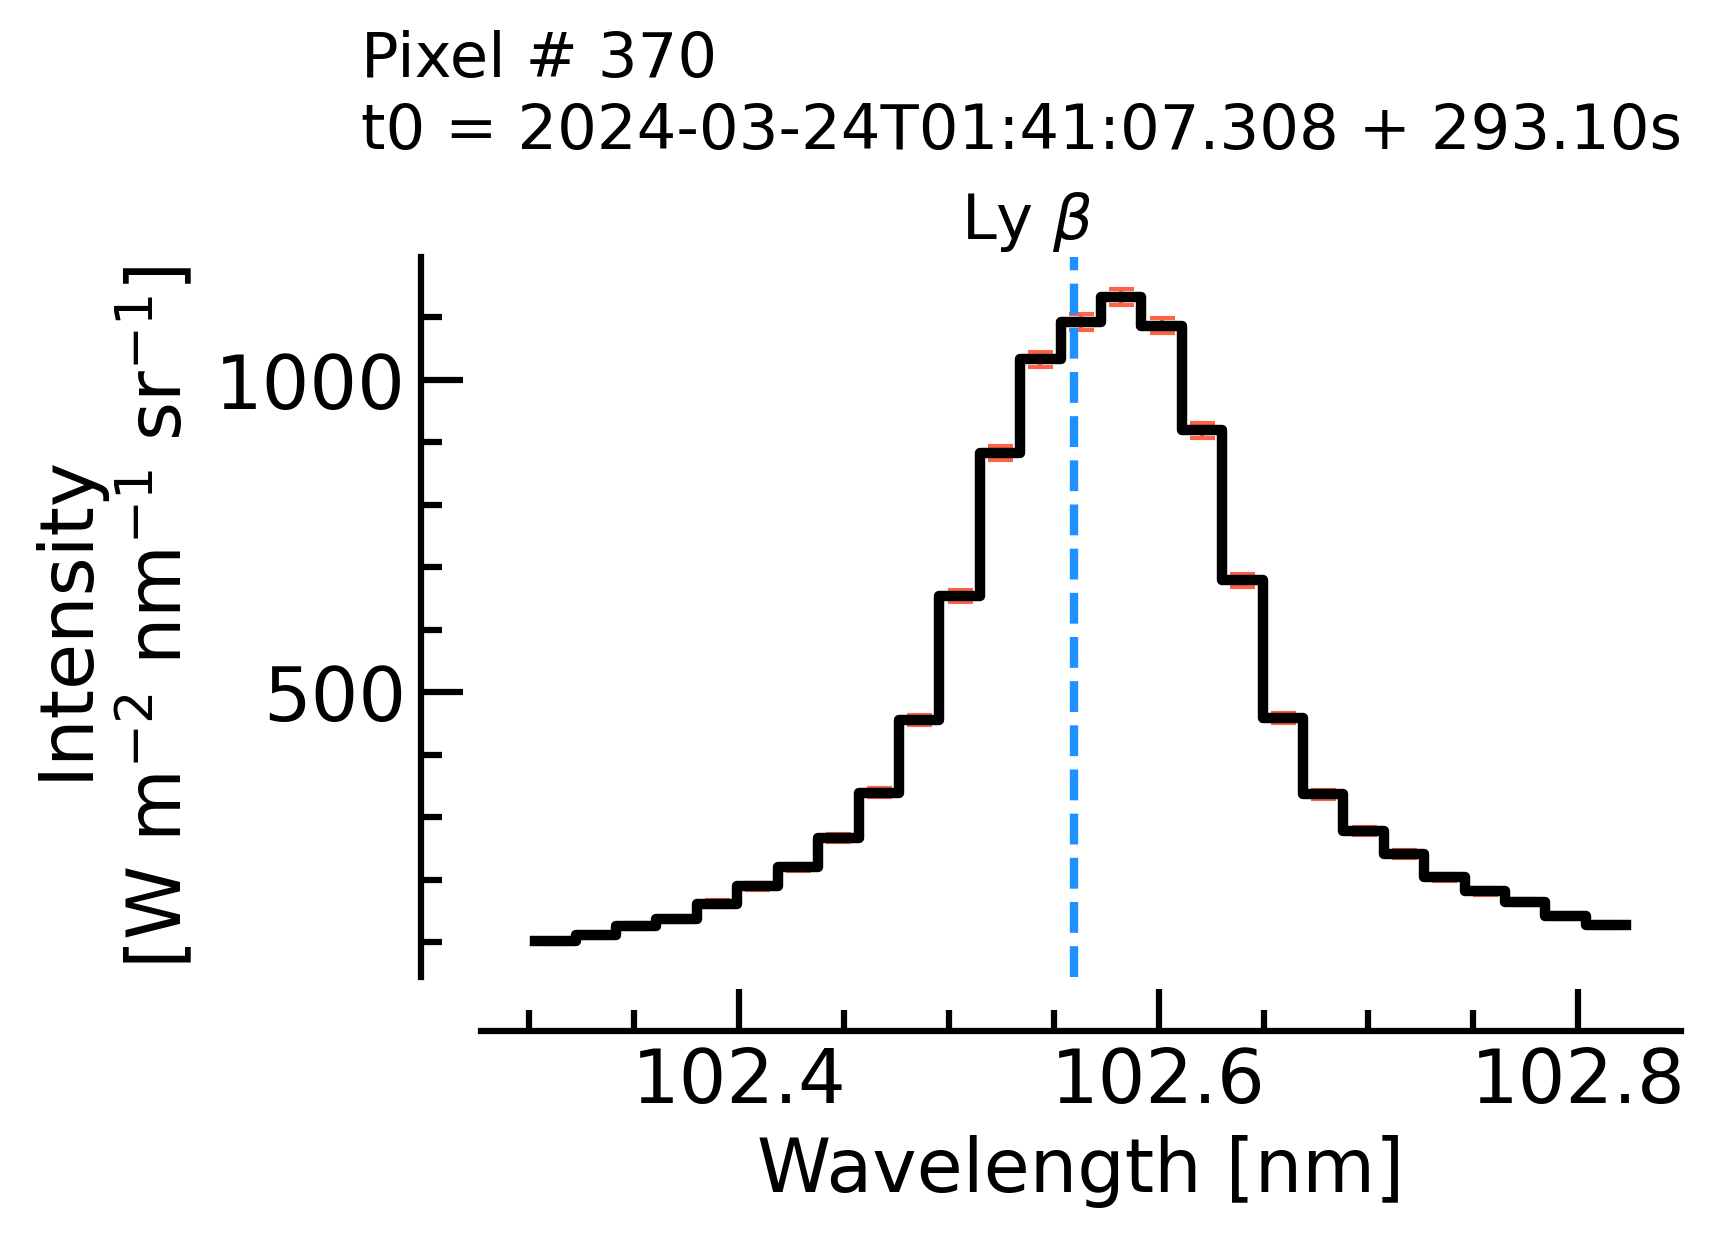 Pixel # 370
t0 = 2024-03-24T01:41:07.308 + 293.10s
Ly β
Intensity
[W m⁻² nm⁻¹ sr⁻¹]
1000
500
102.4 102.6 102.8
Wavelength [nm]